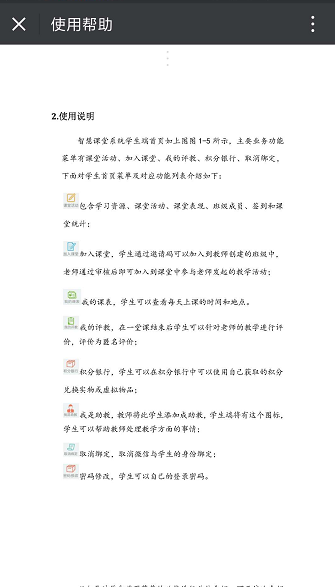 使用帮助
2.使用说明
智慧课堂系统学生端首页如上图图 1-5 所示，主要业务功能
菜单有课堂活动、加入课堂、我的评教、积分银行、取消绑定。
下面对学生首页菜单及对应功能列表介绍如下：
包含学习资源、课堂活动、课堂表现、班级成员、签到和课
堂统计；
加入课堂，学生通过邀请码可以加入到教师创建的班级中，
老师通过审核后即可加入到课堂中参与老师发起的教学活动；
我的课表，学生可以查看每天上课的时间和地点。
我的评教，在一堂课结束后学生可以针对老师的教学进行评
价，评价为匿名评价；
积分银行，学生可以在积分银行中可以使用自己获取的积分
兑换实物或虚拟物品；
我是助教，教师将此学生添加成助教，学生端将有这个图标，
学生可以帮助教师处理教学方面的事情；
取消绑定，取消微信与学生的身份绑定；
密码修改，学生可以自己的登录密码。